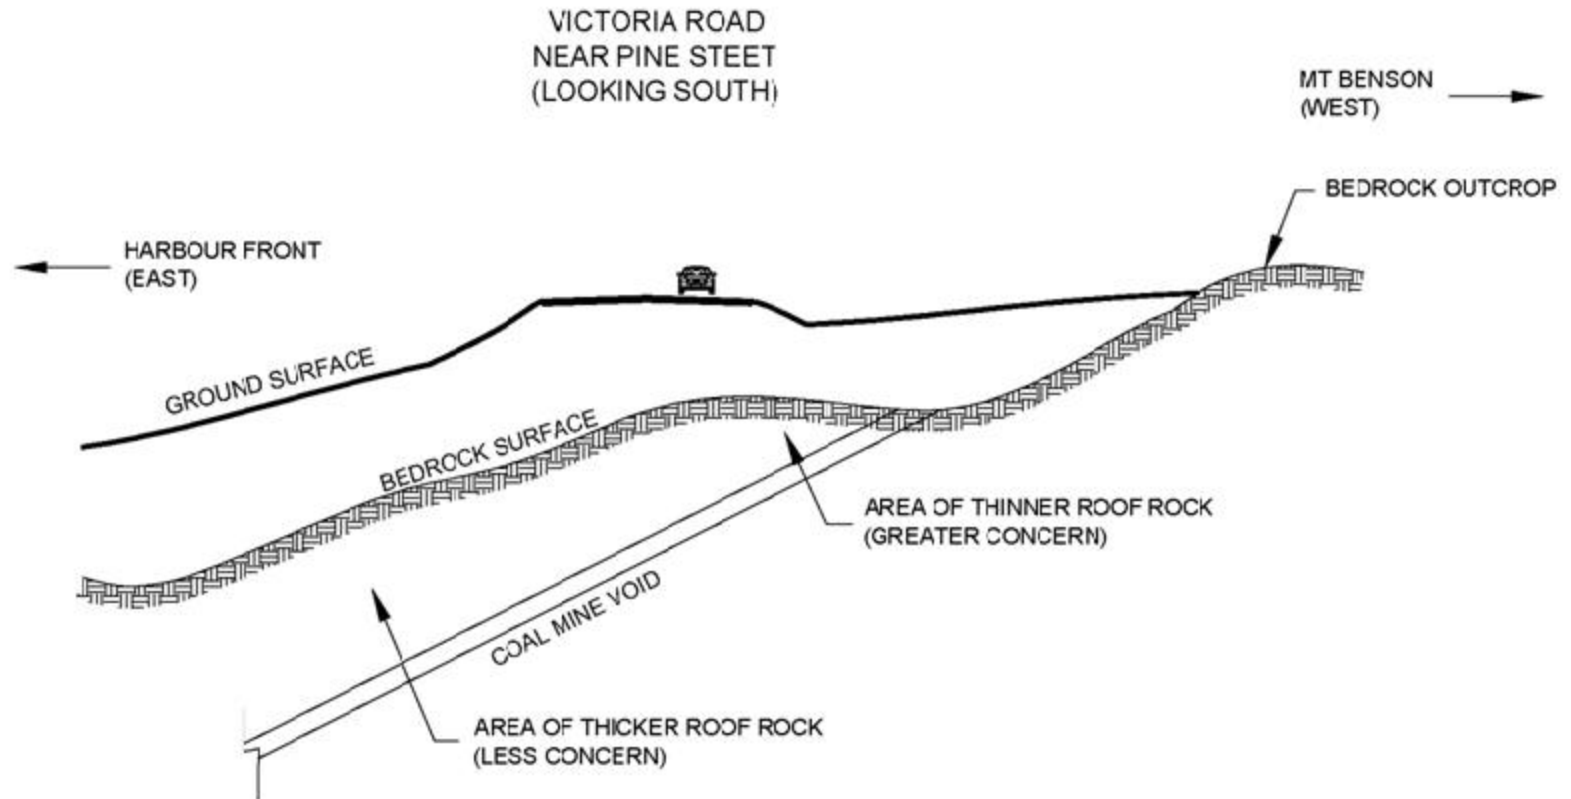 VICTORIA ROAD
NEAR PINE STEET
(LOOKING SOUTH)
MT BENSON
(WEST)
BEDROCK OUTCROP
HARBOUR FRONT
(EAST)
GROUND SURFACE
BEDROCK SURFACE
AREA OF THINNER ROOF ROCK
(GREATER CONCERN)
COAL MINE VOID
AREA OF THICKER ROOF ROCK
(LESS CONCERN)